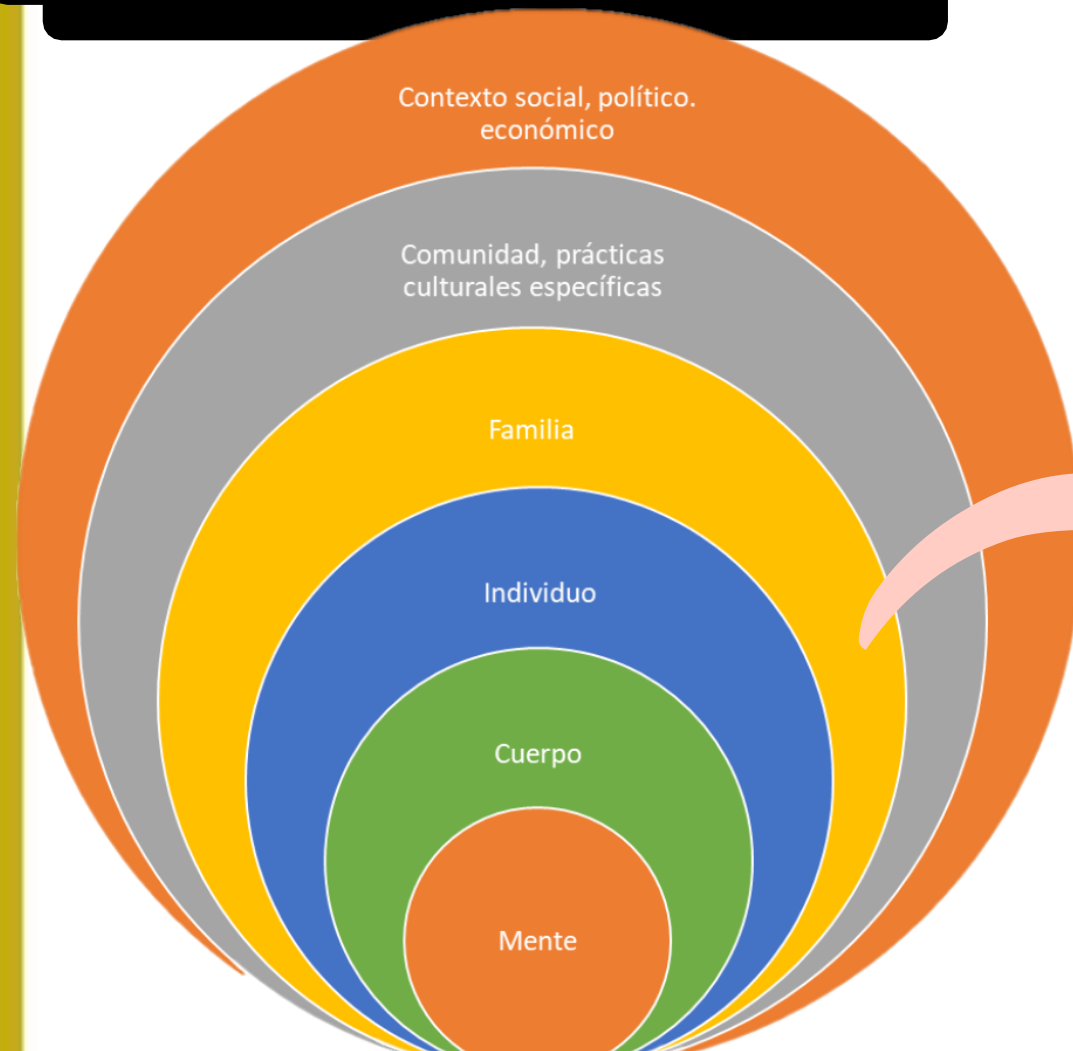 Contexto social, político.
económico
Comunidad, prácticas
culturales específicas
Familia
Individuo
Cuerpo
Mente